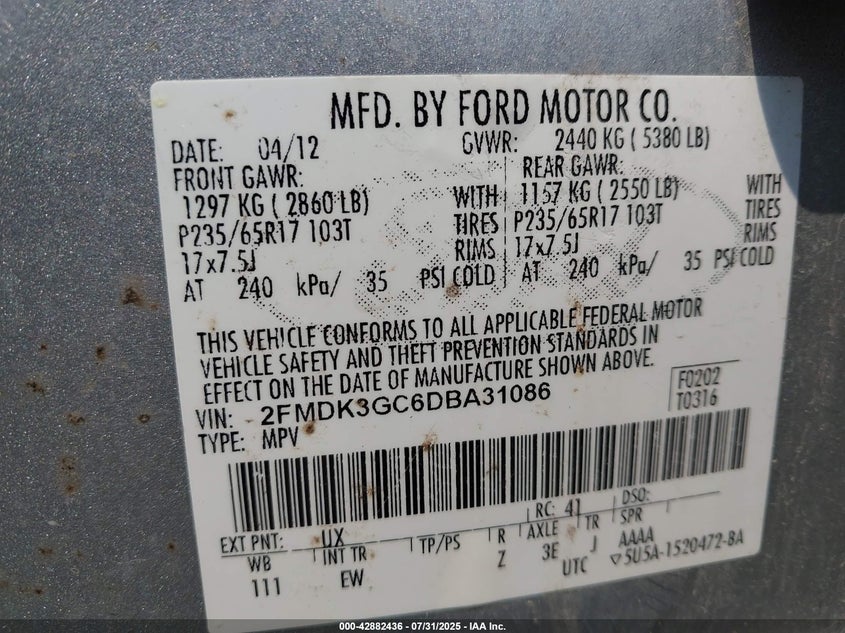 MFD. BY FORD MOTOR CO.
DATE: 04/12 GVWR: 2440 KG ( 5380 LB)
FRONT GAWR: REAR GAWR:
1297 KG ( 2860 LB) WITH 1157 KG ( 2550 LB) WITH
P235/65R17 103T TIRES P235/65R17 103T TIRES
17x7.5J RIMS 17x7.5J RIMS
AT 240 kPa/ 35 PSI COLD AT 240 kPa/ 35 PSI COLD
THIS VEHICLE CONFORMS TO ALL APPLICABLE FEDERAL MOTOR
VEHICLE SAFETY AND THEFT PREVENTION STANDARDS IN
EFFECT ON THE DATE OF MANUFACTURE SHOWN ABOVE.
VIN: 2FMDK3GC6DBA31086 F0202
TYPE: MPV T0316
EXT PNT: UX RC: 41 DSO:
WB INT TR TP/PS R AXLE TR SPR
111 EW Z 3E J AAAA
UTC ▽5U5A-1520472-BA
000-42882436 | 07/31/2025 - IAA Inc.